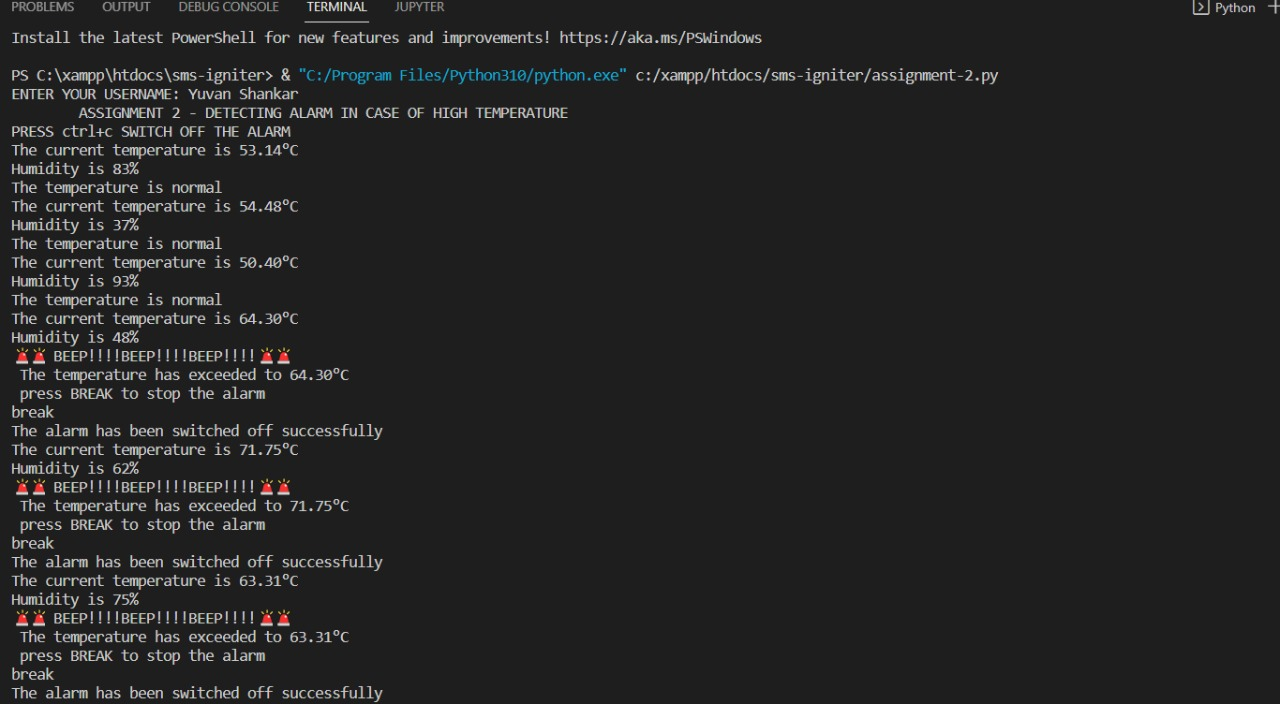 PROBLEMS OUTPUT DEBUG CONSOLE TERMINAL JUPYTER Python
Install the latest PowerShell for new features and improvements! https://aka.ms/PSWindows
PS C:\xampp\htdocs\sms-igniter> & "C:/Program Files/Python310/python.exe" c:/xampp/htdocs/sms-igniter/assignment-2.py
ENTER YOUR USERNAME: Yuvan Shankar
ASSIGNMENT 2 - DETECTING ALARM IN CASE OF HIGH TEMPERATURE
PRESS ctrl+c SWITCH OFF THE ALARM
The current temperature is 53.14°C
Humidity is 83%
The temperature is normal
The current temperature is 54.48°C
Humidity is 37%
The temperature is normal
The current temperature is 50.40°C
Humidity is 93%
The temperature is normal
The current temperature is 64.30°C
Humidity is 48%
🚨🚨 BEEP!!!!BEEP!!!!BEEP!!!!🚨🚨
The temperature has exceeded to 64.30°C
press BREAK to stop the alarm
break
The alarm has been switched off successfully
The current temperature is 71.75°C
Humidity is 62%
🚨🚨 BEEP!!!!BEEP!!!!BEEP!!!!🚨🚨
The temperature has exceeded to 71.75°C
press BREAK to stop the alarm
break
The alarm has been switched off successfully
The current temperature is 63.31°C
Humidity is 75%
🚨🚨 BEEP!!!!BEEP!!!!BEEP!!!!🚨🚨
The temperature has exceeded to 63.31°C
press BREAK to stop the alarm
break
The alarm has been switched off successfully